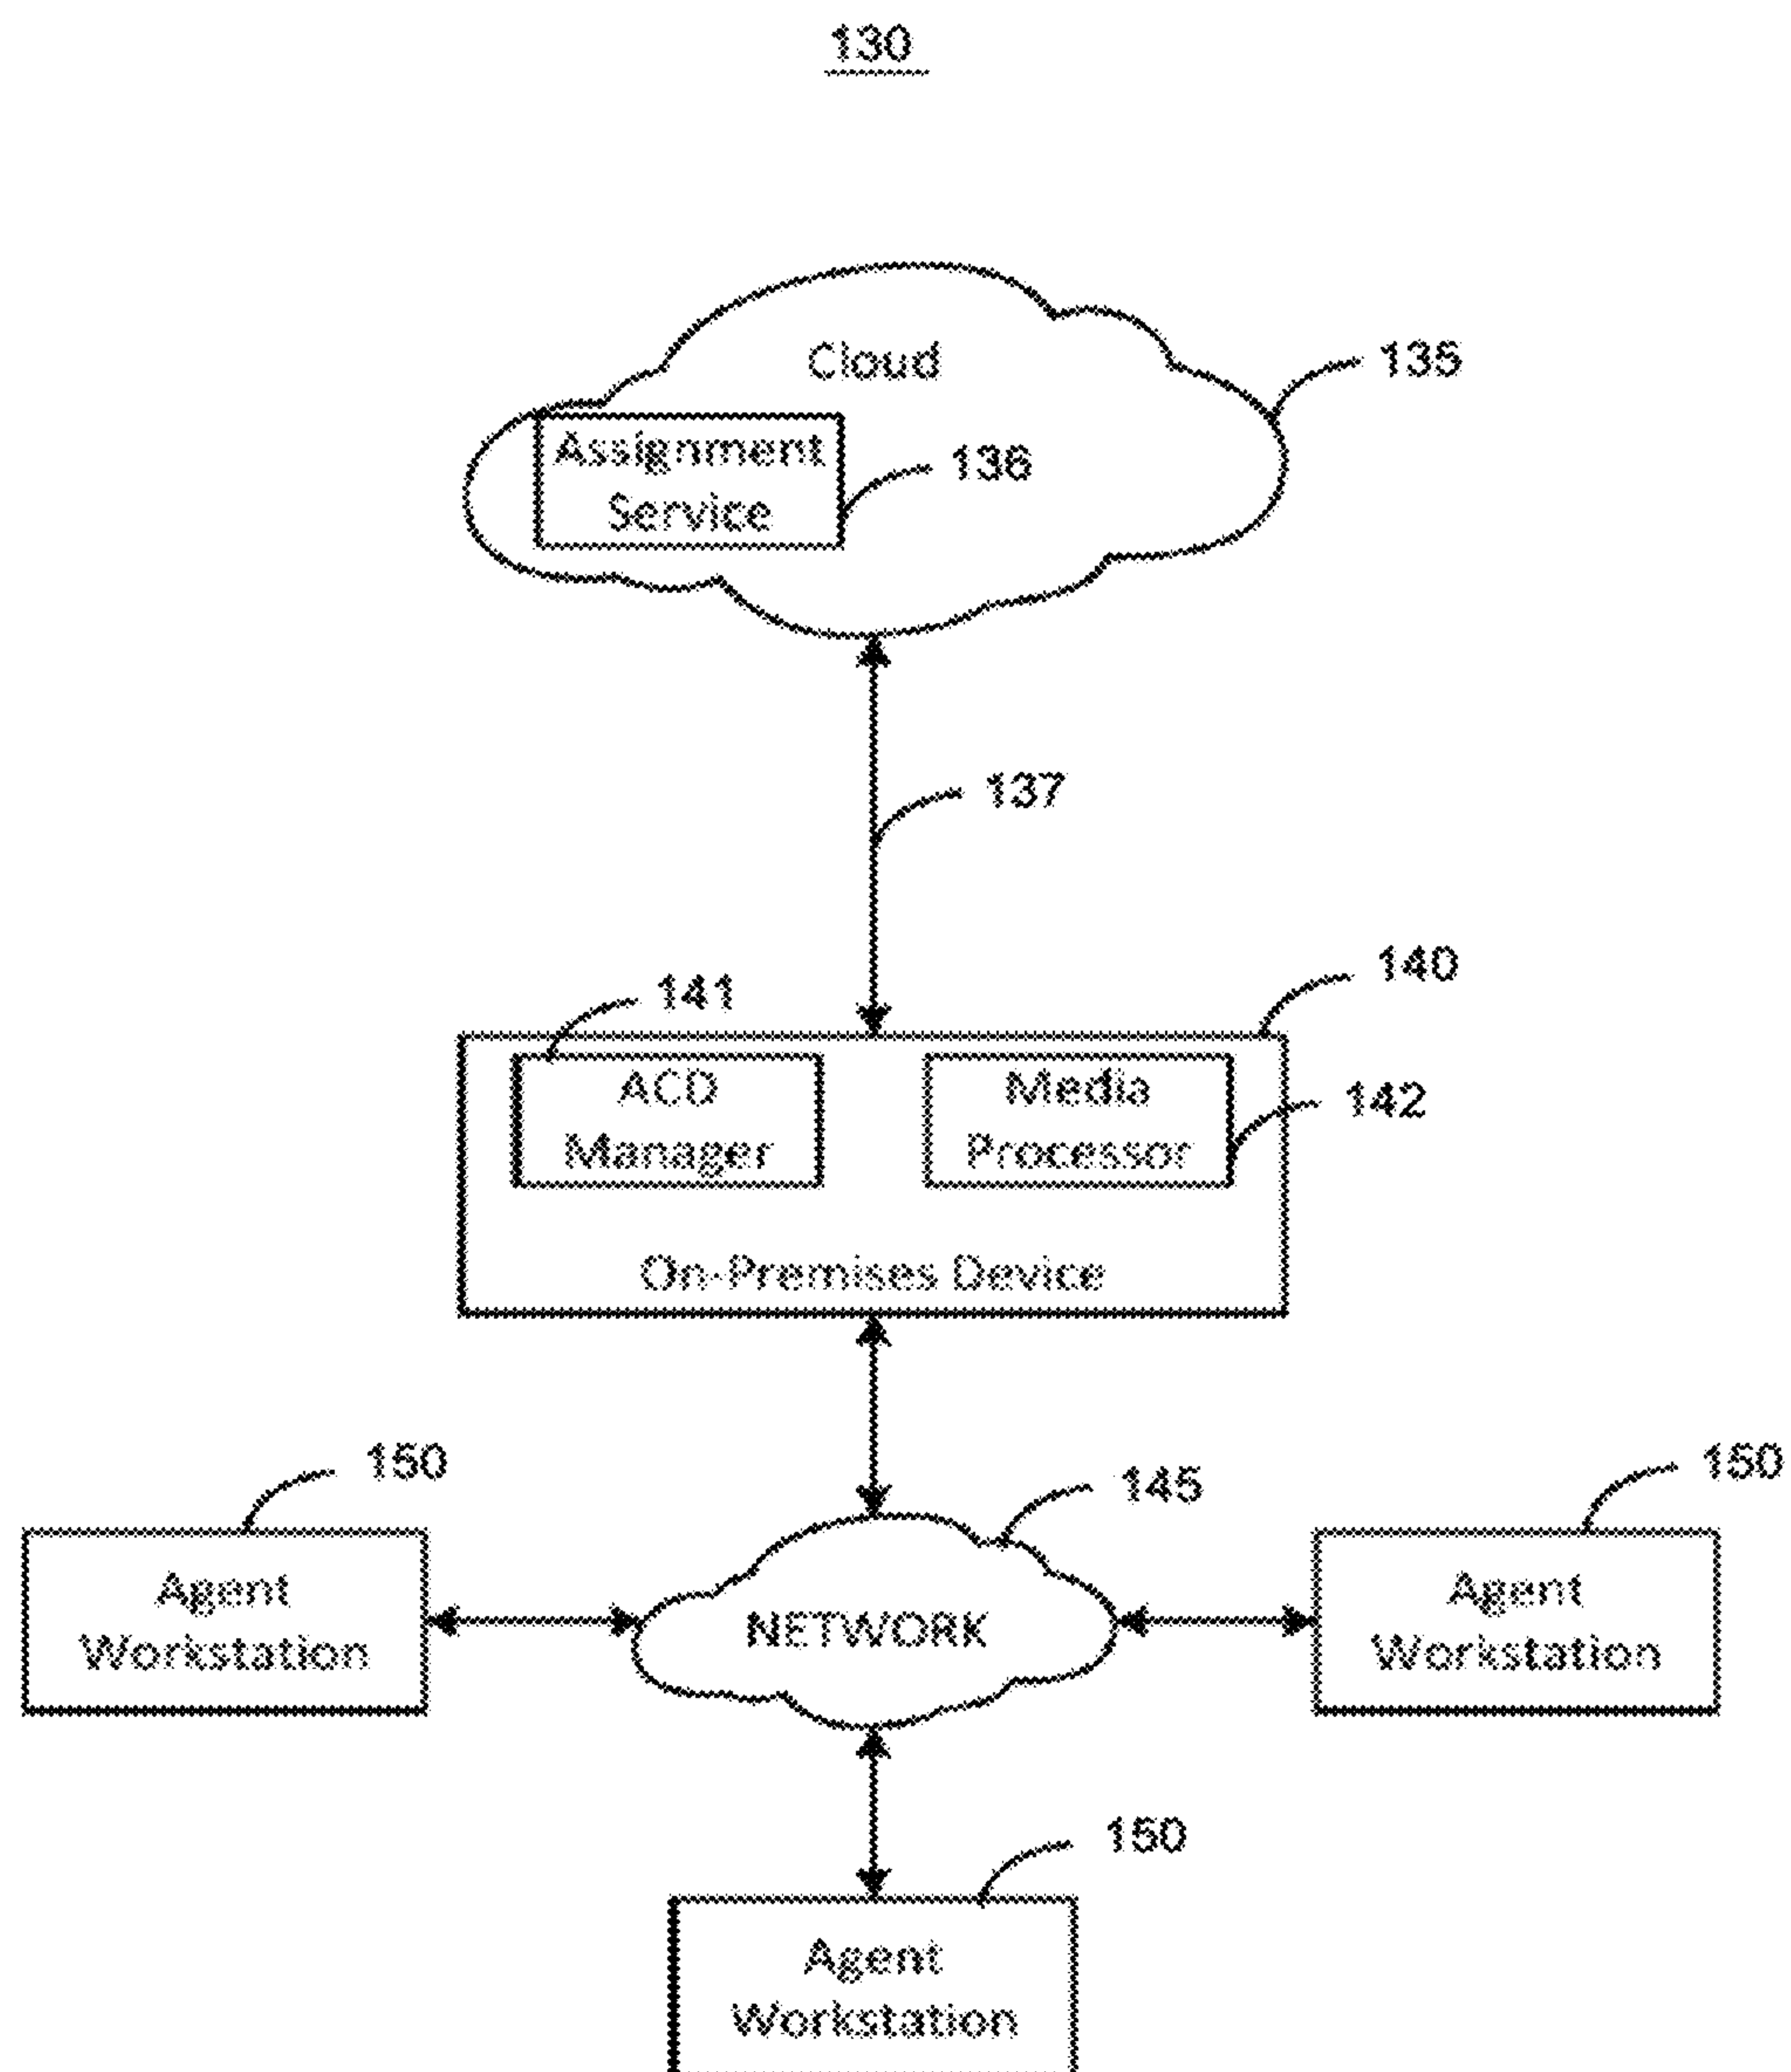 130
Cloud
135
Assignment
Service
136
137
140
141
ACD
Manager
Media
Processor
142
On-Premises Device
150
145
150
Agent
Workstation
NETWORK
Agent
Workstation
150
Agent
Workstation